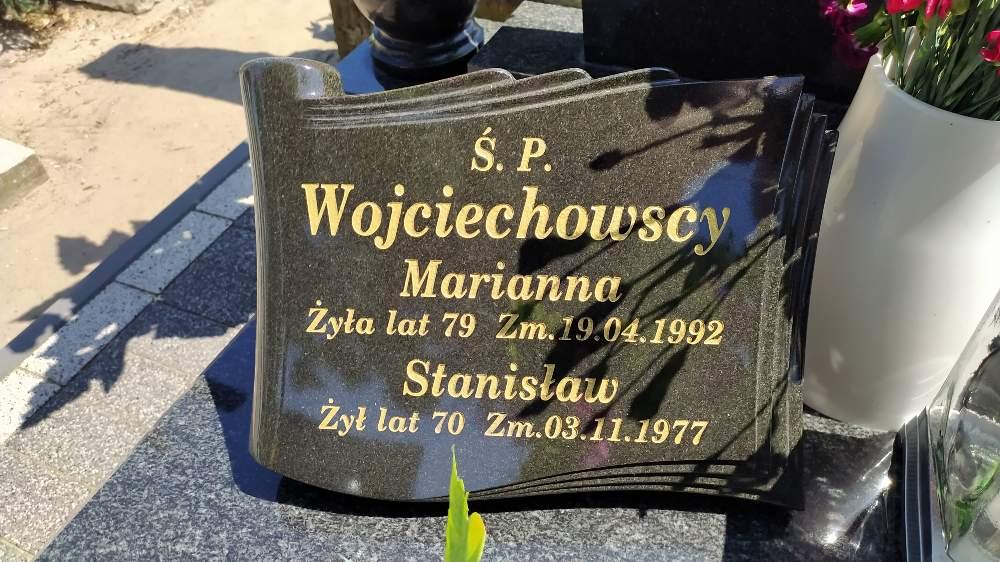 Ś. P.
Wojciechowscy
Marianna
Żyła lat 79 Zm.19.04.1992
Stanisław
Żył lat 70 Zm.03.11.1977